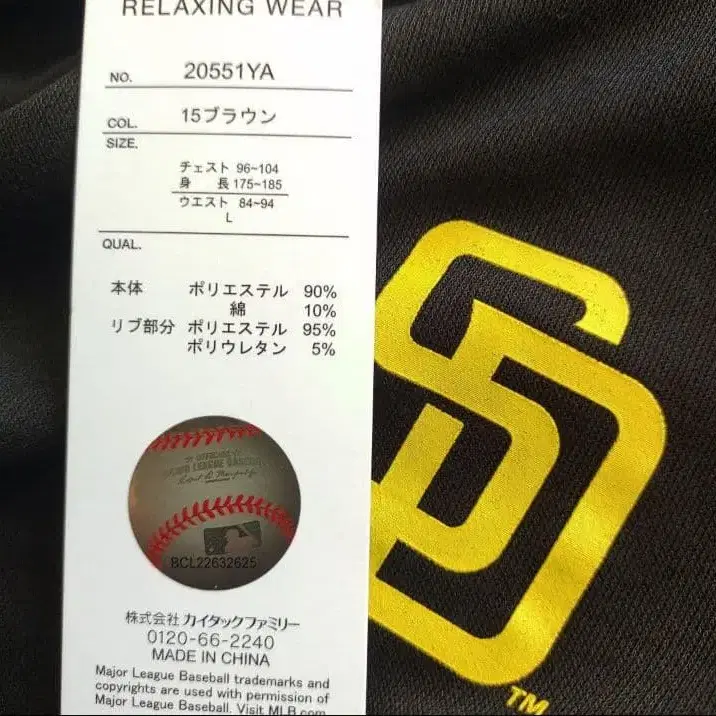 RELAXING WEAR
NO. 20551YA
COL. 15ブラウン
SIZE.
チェスト 96~104
身 長 175~185
ウエスト 84~94
L
QUAL.
本体 ポリエステル 90%
綿 10%
リブ部分 ポリエステル 95%
ポリウレタン 5%
MAJOR LEAGUE BASEBALL
BCL22632625
株式会社 カイタックファミリー
0120-66-2240
MADE IN CHINA
Major League Baseball trademarks and
copyrights are used with permission of
Major League Baseball. Visit MLB.com
SD
TM